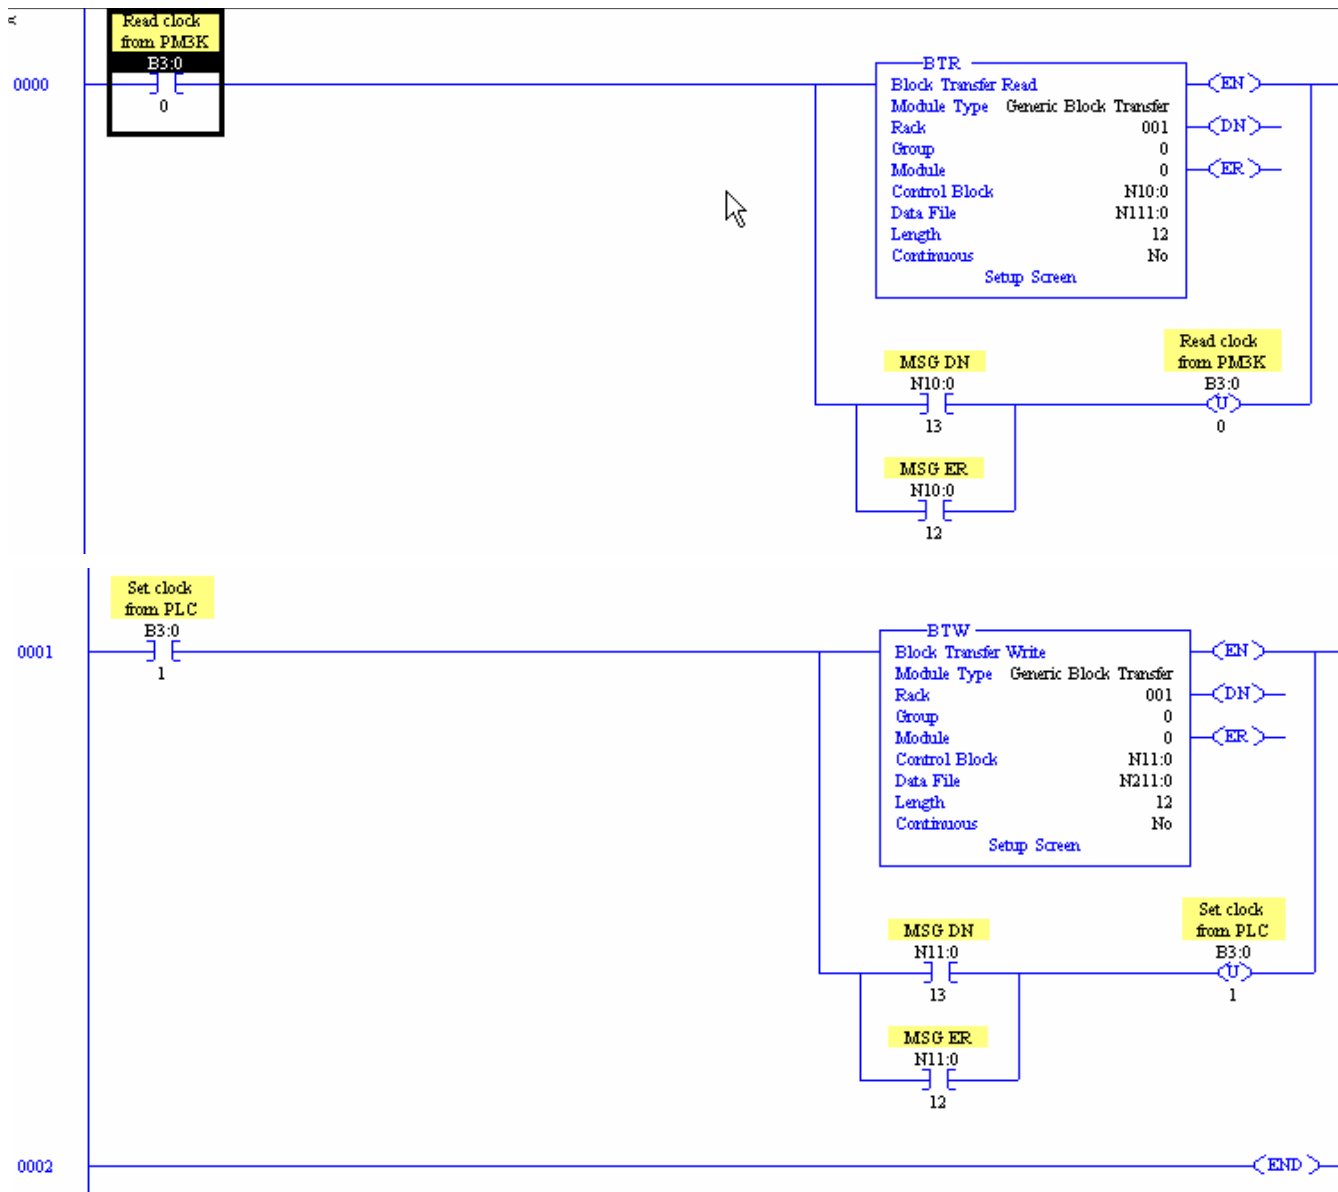 Read clock
from PM3K
B3:0
0000
0
BTR
Block Transfer Read
Module Type Generic Block Transfer
Rack 001
Group 0
Module 0
Control Block N10:0
Data File N111:0
Length 12
Continuous No
Setup Screen
EN
DN
ER
MSG DN
N10:0
13
MSG ER
N10:0
12
Read clock
from PM3K
B3:0
U
0
Set clock
from PLC
B3:0
0001
1
BTW
Block Transfer Write
Module Type Generic Block Transfer
Rack 001
Group 0
Module 0
Control Block N11:0
Data File N211:0
Length 12
Continuous No
Setup Screen
EN
DN
ER
MSG DN
N11:0
13
MSG ER
N11:0
12
Set clock
from PLC
B3:0
U
1
0002
END